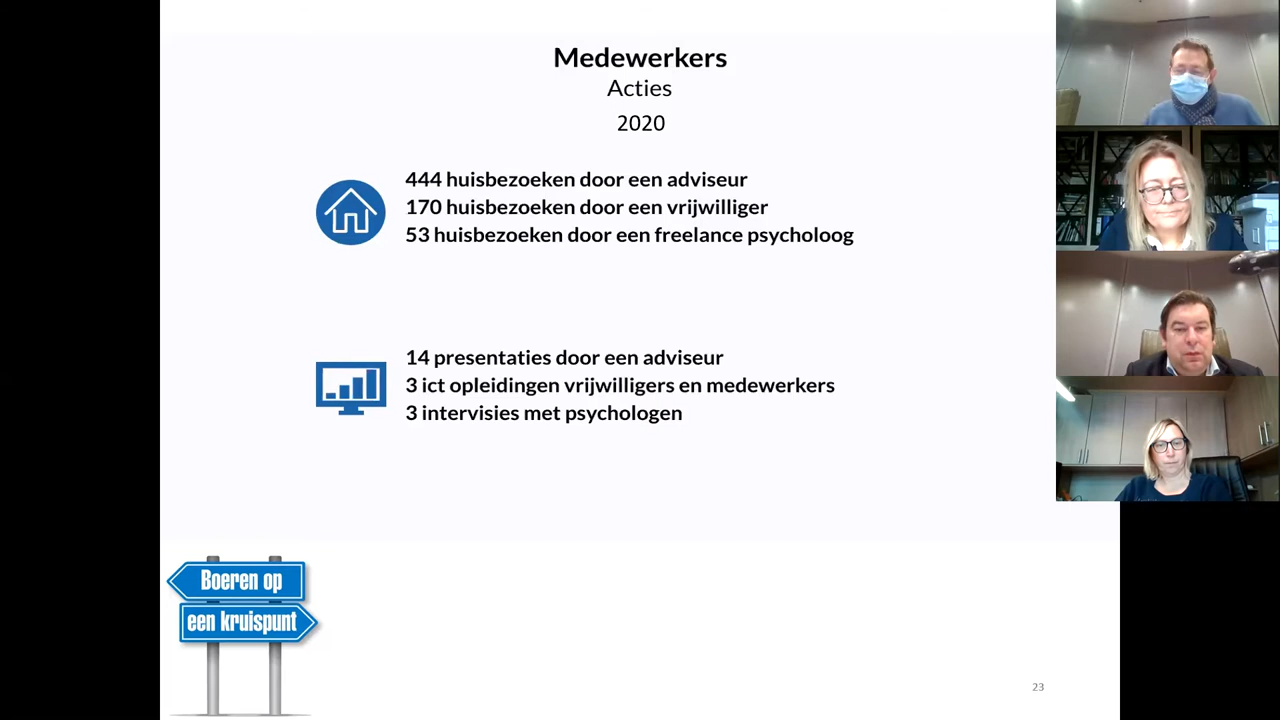 Medewerkers
Acties
2020
444 huisbezoeken door een adviseur
170 huisbezoeken door een vrijwilliger
53 huisbezoeken door een freelance psycholoog
14 presentaties door een adviseur
3 ict opleidingen vrijwilligers en medewerkers
3 intervisies met psychologen
Boeren op
een kruispunt
23